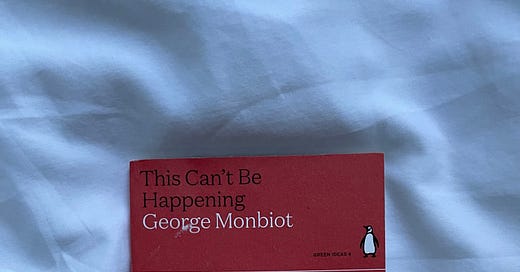 This Can't Be
Happening
George Monbiot
GREEN IDEAS 4